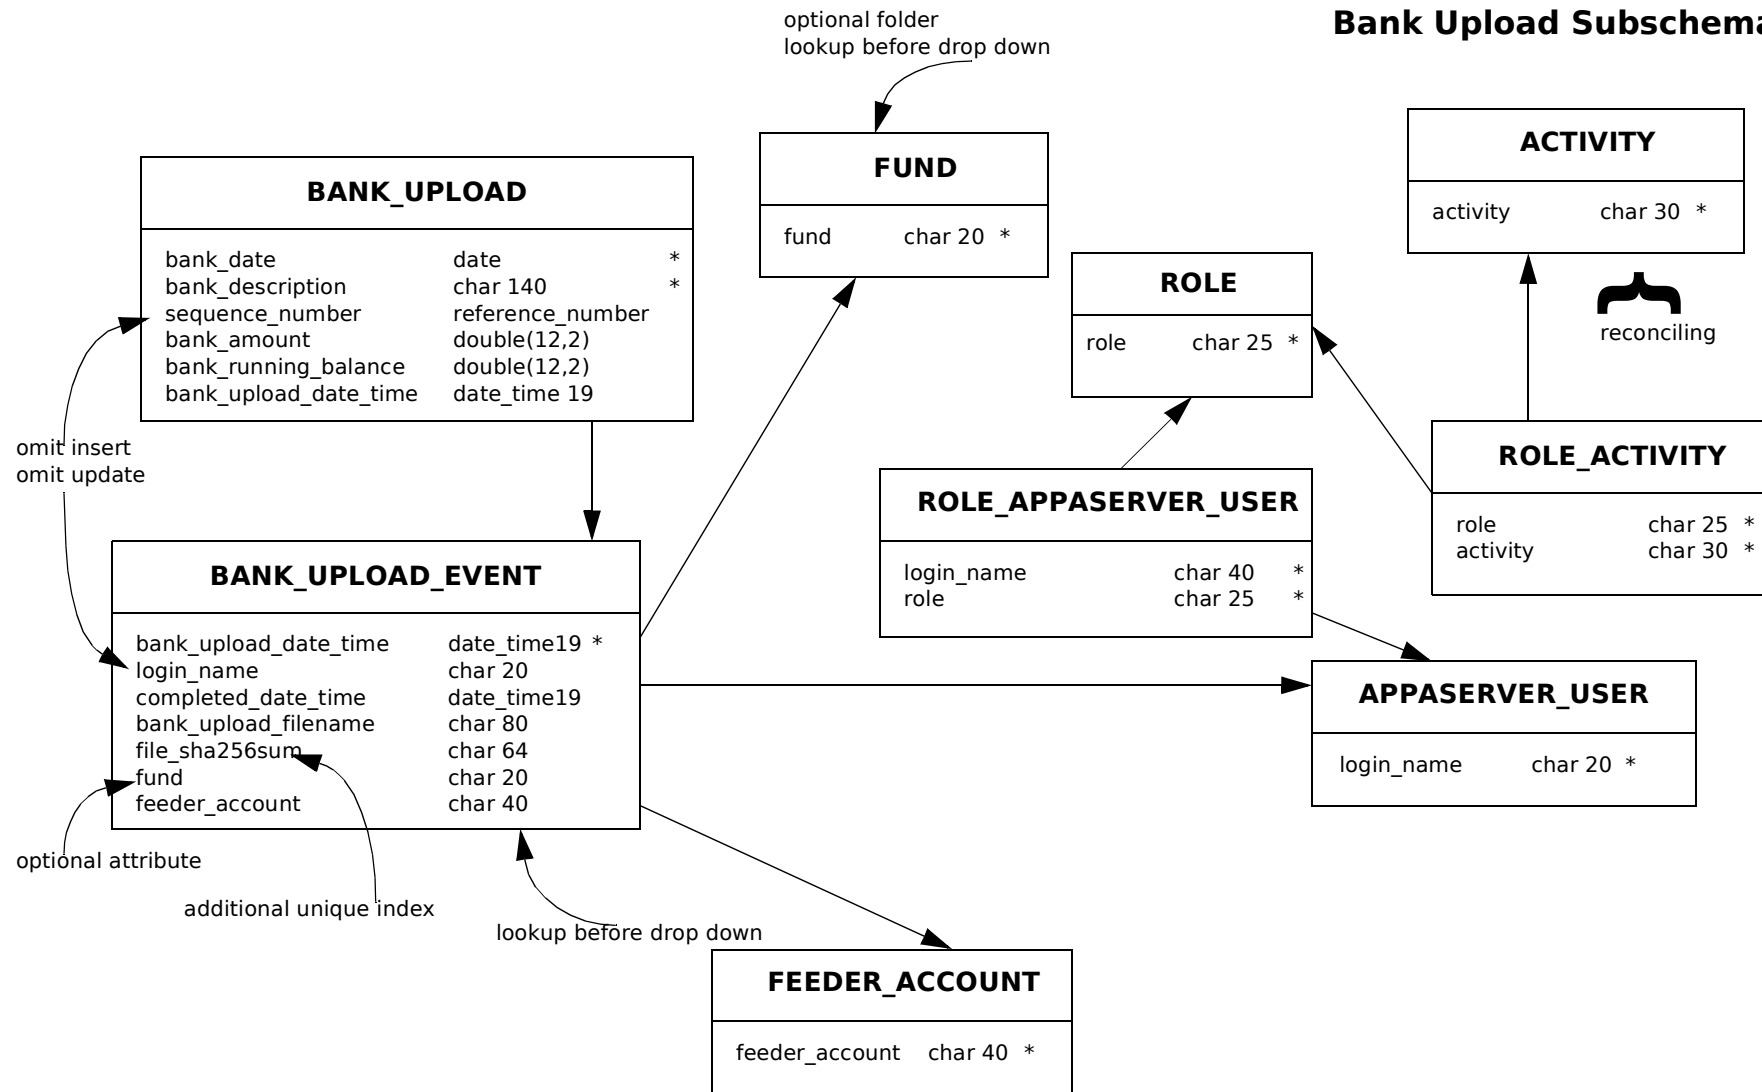 optional folder
lookup before drop down
Bank Upload Subschema
BANK_UPLOAD
bank_date date *
bank_description char 140 *
sequence_number reference_number
bank_amount double(12,2)
bank_running_balance double(12,2)
bank_upload_date_time date_time 19
FUND
fund char 20 *
ACTIVITY
activity char 30 *
reconciling
ROLE
role char 25 *
omit insert
omit update
ROLE_APPASERVER_USER
login_name char 40 *
role char 25 *
ROLE_ACTIVITY
role char 25 *
activity char 30 *
BANK_UPLOAD_EVENT
bank_upload_date_time date_time19 *
login_name char 20
completed_date_time date_time19
bank_upload_filename char 80
file_sha256sum char 64
fund char 20
feeder_account char 40
APPASERVER_USER
login_name char 20 *
optional attribute
additional unique index
lookup before drop down
FEEDER_ACCOUNT
feeder_account char 40 *